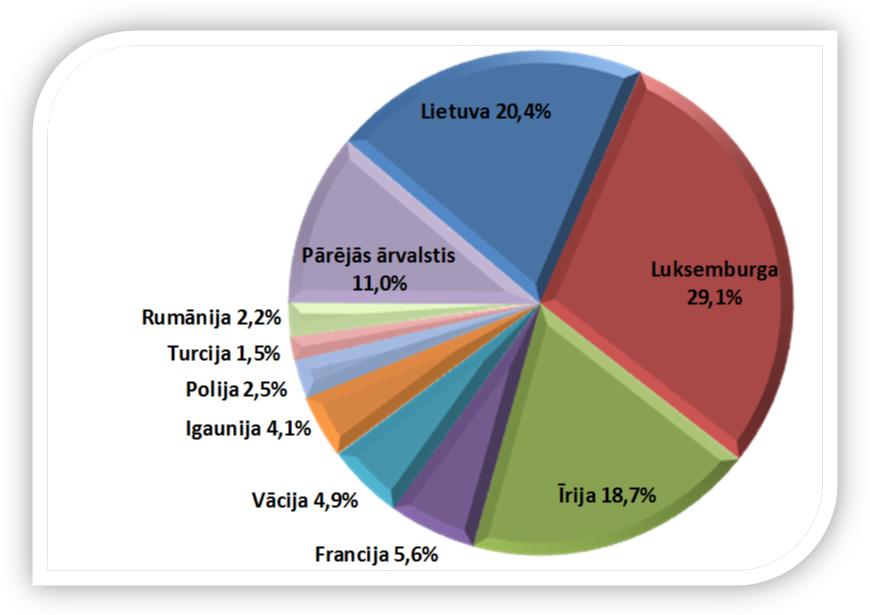 Lietuva 20,4%
Luksemburga
29,1%
Īrija 18,7%
Francija 5,6%
Vācija 4,9%
Igaunija 4,1%
Polija 2,5%
Turcija 1,5%
Rumānija 2,2%
Pārējās ārvalstis
11,0%